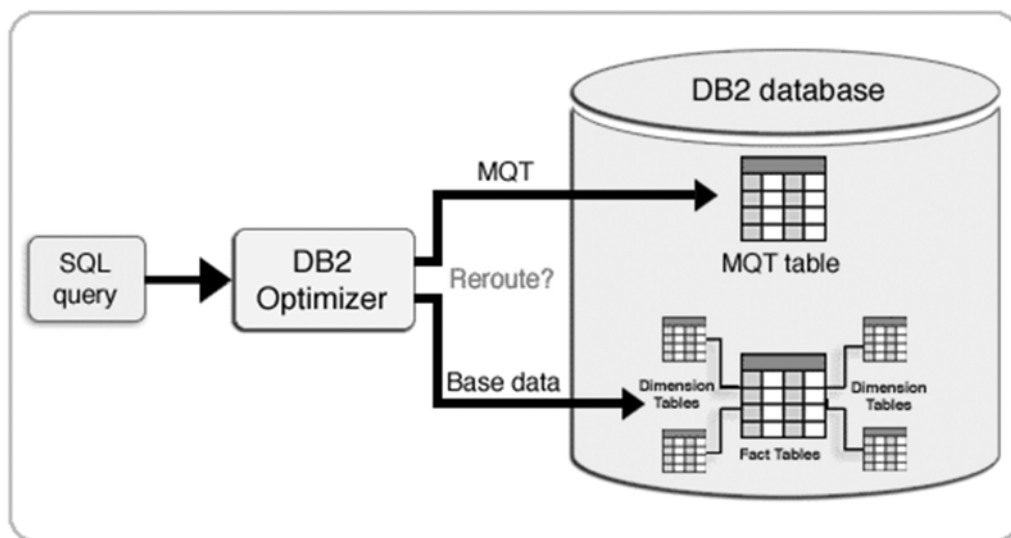 DB2 database
MQT
MQT table
SQL
query
DB2
Optimizer
Reroute?
Base data
Dimension
Tables
Dimension
Tables
Fact Tables